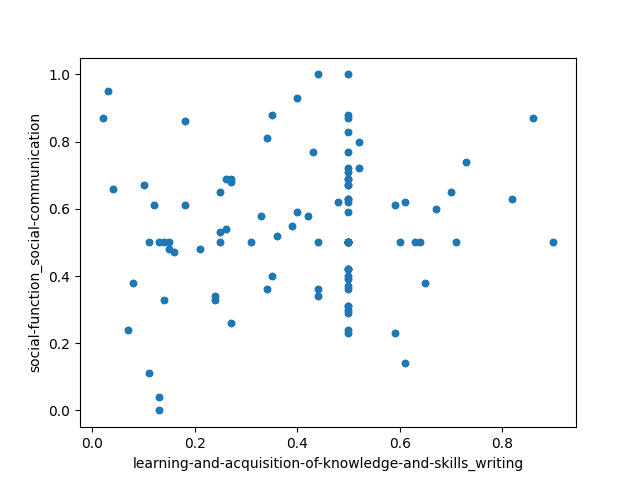 1.0
0.8
0.6
0.4
0.2
0.0
social-function_social-communication
0.0 0.2 0.4 0.6 0.8
learning-and-acquisition-of-knowledge-and-skills_writing